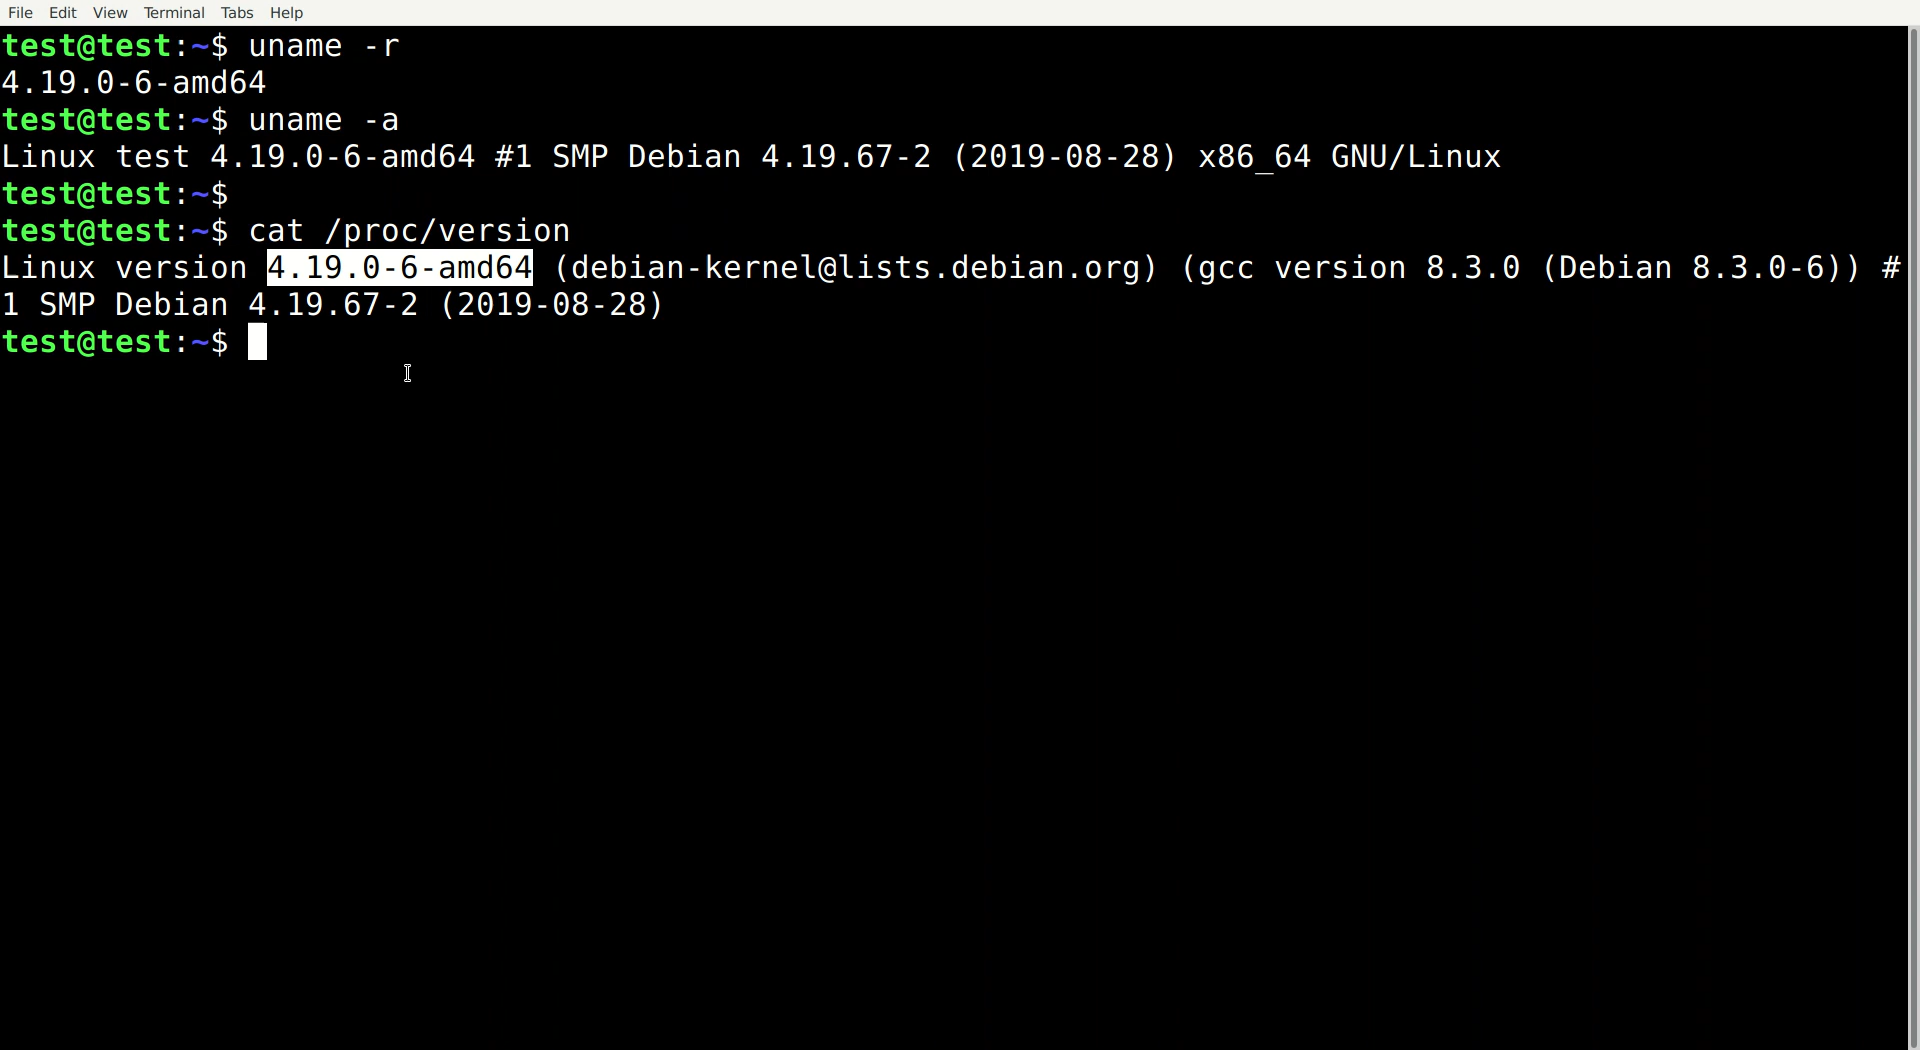 File Edit View Terminal Tabs Help
test@test:~$ uname -r
4.19.0-6-amd64
test@test:~$ uname -a
Linux test 4.19.0-6-amd64 #1 SMP Debian 4.19.67-2 (2019-08-28) x86_64 GNU/Linux
test@test:~$
test@test:~$ cat /proc/version
Linux version 4.19.0-6-amd64 (debian-kernel@lists.debian.org) (gcc version 8.3.0 (Debian 8.3.0-6)) #
1 SMP Debian 4.19.67-2 (2019-08-28)
test@test:~$